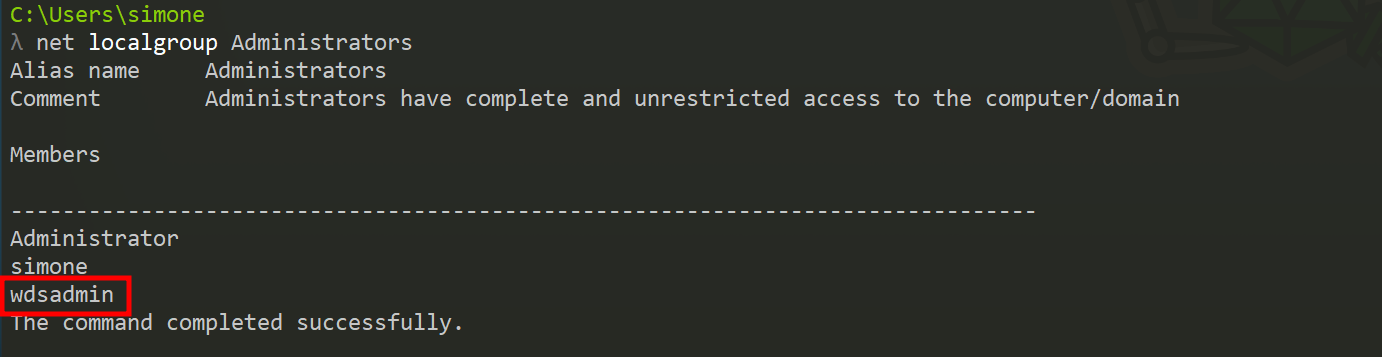 C:\Users\simone
λ net localgroup Administrators
Alias name     Administrators
Comment        Administrators have complete and unrestricted access to the computer/domain
Members
-------------------------------------------------------------------------------
Administrator
simone
wdsadmin
The command completed successfully.